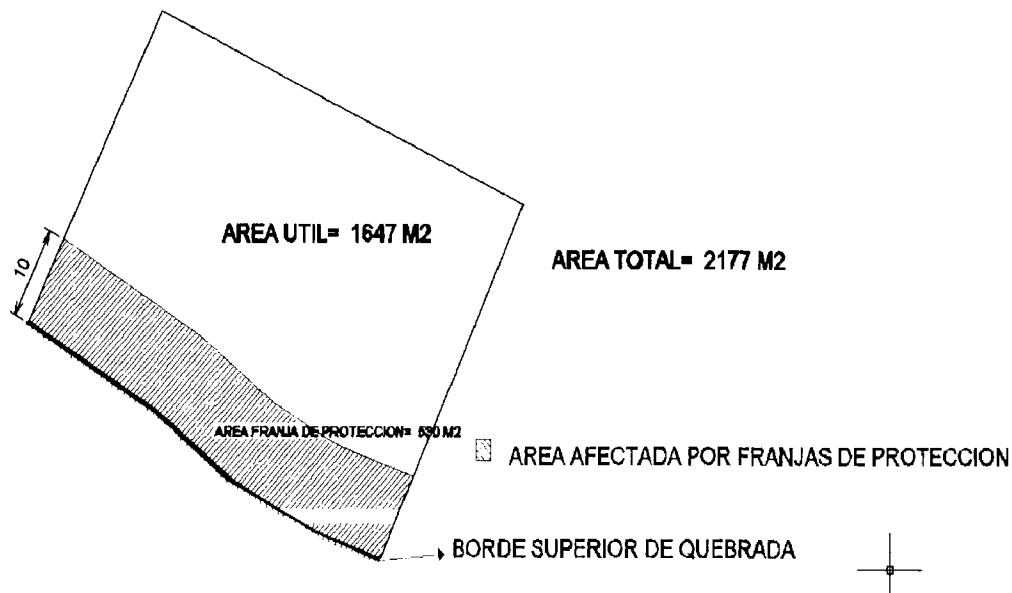 AREA UTIL= 1647 M2
AREA TOTAL= 2177 M2
10
AREA FRANJA DE PROTECCION= 530 M2
AREA AFECTADA POR FRANJAS DE PROTECCION
BORDE SUPERIOR DE QUEBRADA